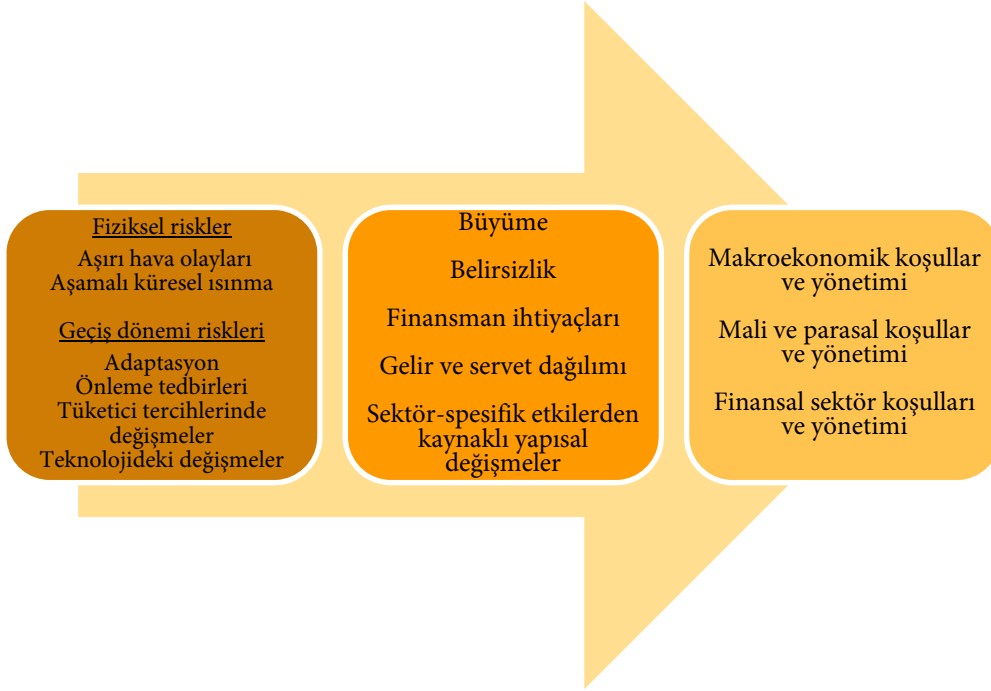 Fiziksel riskler
Aşırı hava olayları
Aşamalı küresel ısınma
Geçiş dönemi riskleri
Adaptasyon
Önleme tedbirleri
Tüketici tercihlerinde
değişmeler
Teknolojideki değişmeler
Büyüme
Belirsizlik
Finansman ihtiyaçları
Gelir ve servet dağılımı
Sektör-spesifik etkilerden
kaynaklı yapısal
değişmeler
Makroekonomik koşullar
ve yönetimi
Mali ve parasal koşullar
ve yönetimi
Finansal sektör koşulları
ve yönetimi